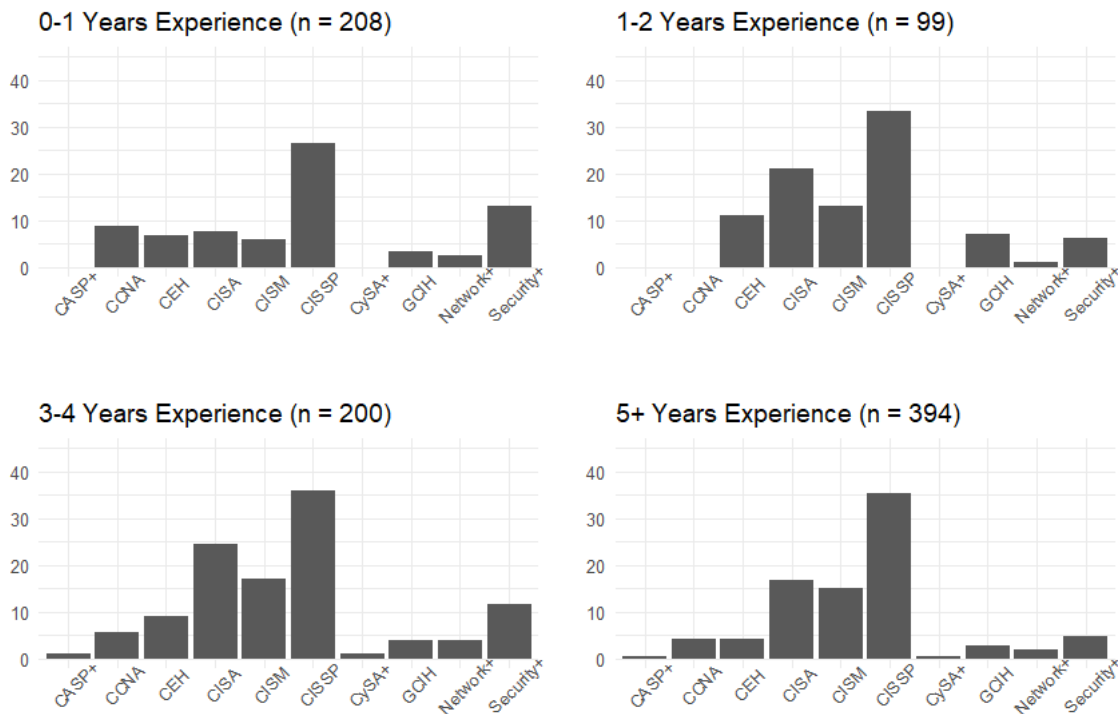 0-1 Years Experience (n = 208)
40
30
20
10
0
CASP+ CCNA CEH CISA CISM CISSP CySA+ GCIH Network+ Security+
1-2 Years Experience (n = 99)
40
30
20
10
0
CASP+ CCNA CEH CISA CISM CISSP CySA+ GCIH Network+ Security+
3-4 Years Experience (n = 200)
40
30
20
10
0
CASP+ CCNA CEH CISA CISM CISSP CySA+ GCIH Network+ Security+
5+ Years Experience (n = 394)
40
30
20
10
0
CASP+ CCNA CEH CISA CISM CISSP CySA+ GCIH Network+ Security+